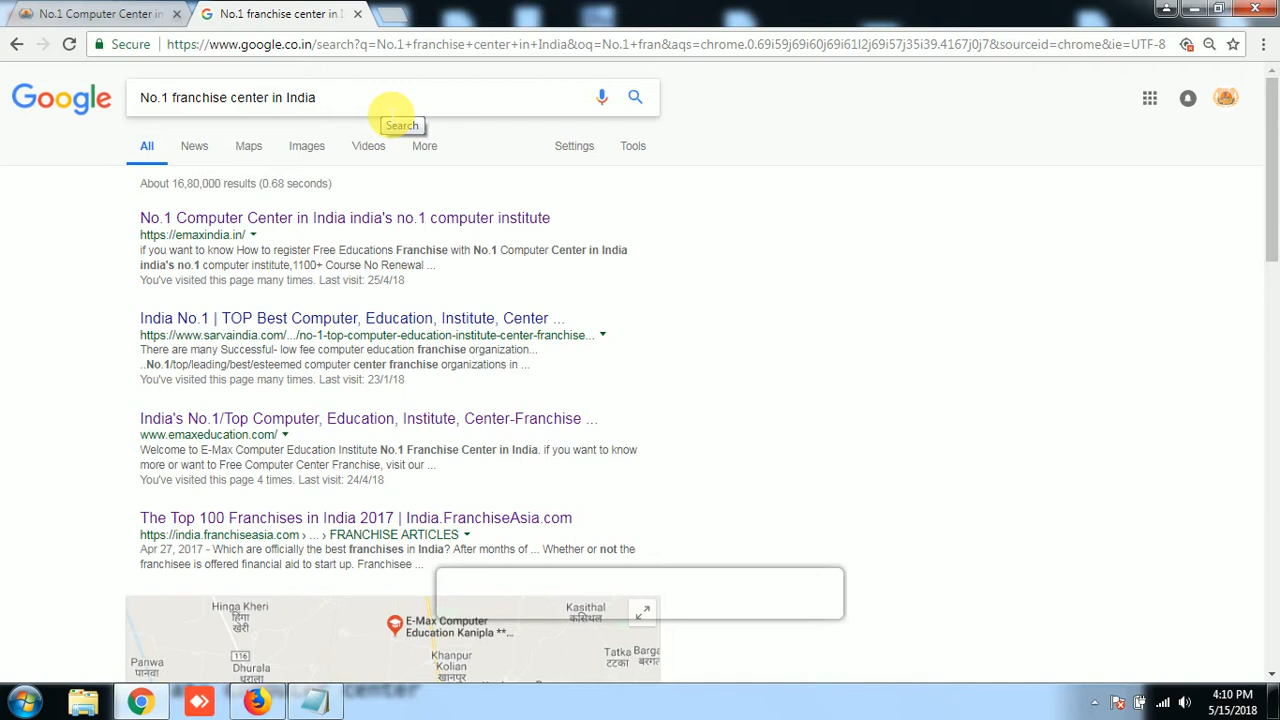 No.1 Computer Center in
No.1 franchise center in I
Secure
https://www.google.co.in/search?q=No.1+franchise+center+in+India&oq=No.1+fran&aqs=chrome.0.69i59j69i60j69i61l2j69i57j35i39.4167j0j7&sourceid=chrome&ie=UTF-8
Google
No.1 franchise center in India
Search
All News Maps Images Videos More Settings Tools
About 16,80,000 results (0.68 seconds)
No.1 Computer Center in India india's no.1 computer institute
https://emaxindia.in/
if you want to know How to register Free Educations Franchise with No.1 Computer Center in India
india's no.1 computer institute,1100+ Course No Renewal ...
You've visited this page many times. Last visit: 25/4/18
India No.1 | TOP Best Computer, Education, Institute, Center ...
https://www.sarvaindia.com/.../no-1-top-computer-education-institute-center-franchise...
There are many Successful- low fee computer education franchise organization...
..No.1/top/leading/best/esteemed computer center franchise organizations in ...
You've visited this page many times. Last visit: 23/1/18
India's No.1/Top Computer, Education, Institute, Center-Franchise ...
www.emaxeducation.com/
Welcome to E-Max Computer Education Institute No.1 Franchise Center in India. if you want to know
more or want to Free Computer Center Franchise, visit our ...
You've visited this page 4 times. Last visit: 24/4/18
The Top 100 Franchises in India 2017 | India.FranchiseAsia.com
https://india.franchiseasia.com › ... › FRANCHISE ARTICLES
Apr 27, 2017 - Which are officially the best franchises in India? After months of ... Whether or not the
franchisee is offered financial aid to start up. Franchisee ...
Hinga Kheri
हिंगा
खेरी
E-Max Computer
Education Kanipla **...
Kasithal
कसिथल
116
Panwa
पानवा
Dhurala
धुराला
Khanpur
Kolian
खानपुर
Tatka
टटका
Barga
बरगट
center
4:10 PM
5/15/2018